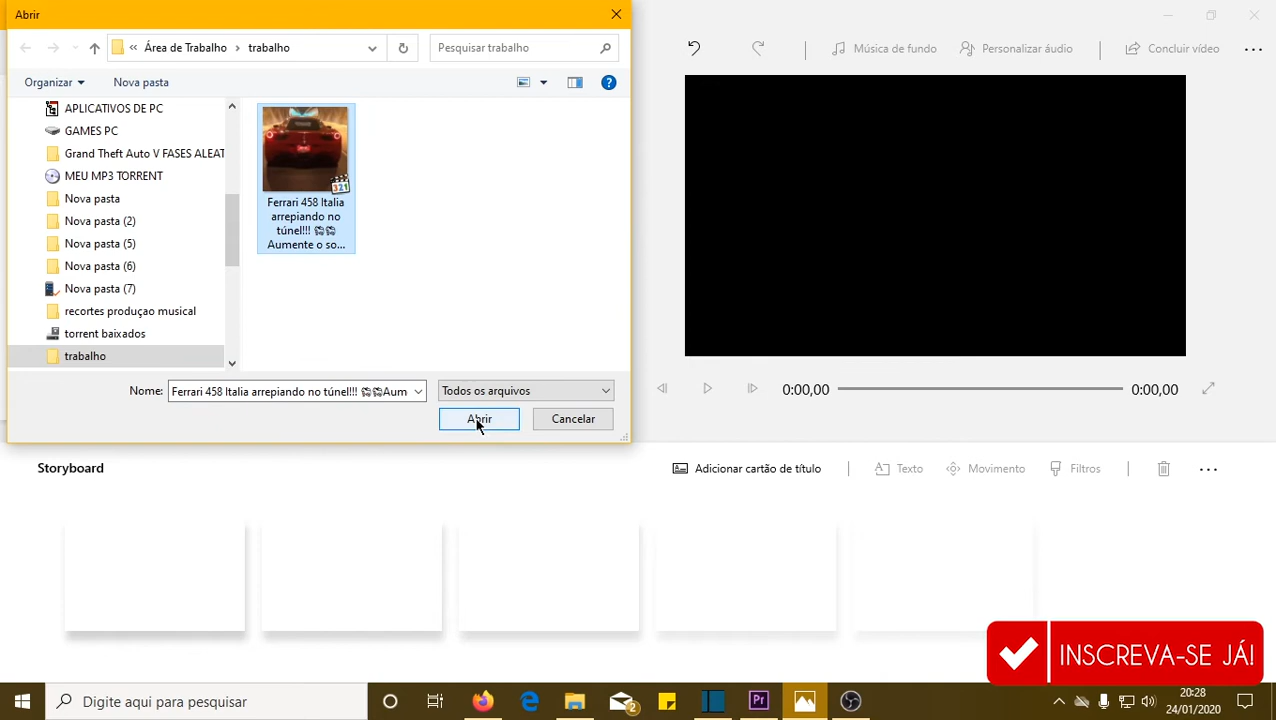 Abrir
« Área de Trabalho › trabalho
Pesquisar trabalho
Organizar
Nova pasta
APLICATIVOS DE PC
GAMES PC
Grand Theft Auto V FASES ALEAT
MEU MP3 TORRENT
Nova pasta
Nova pasta (2)
Nova pasta (5)
Nova pasta (6)
Nova pasta (7)
recortes produçao musical
torrent baixados
trabalho
321
Ferrari 458 Italia
arrepiando no
túnel!!!
Aumente o so...
Nome:
Ferrari 458 Italia arrepiando no túnel!!! Aum
Todos os arquivos
Abrir
Cancelar
Música de fundo
Personalizar áudio
Concluir vídeo
0:00,00
0:00,00
Storyboard
Adicionar cartão de título
Texto
Movimento
Filtros
INSCREVA-SE JÁ!
Digite aqui para pesquisar
2
Pr
20:28
24/01/2020